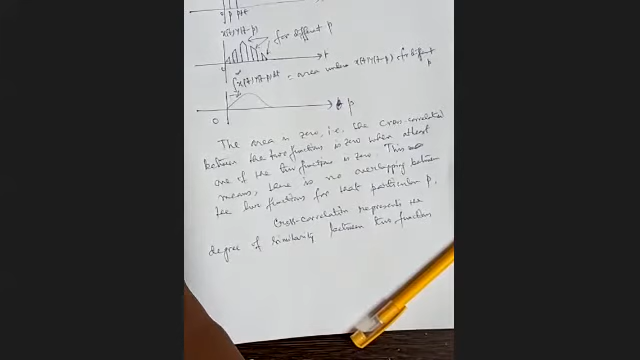 p p+t
x(t)y(t-p)
for different p
t
∫x(t)y(t-p)dt = area under x(t)y(t-p) for different p
0 p
The area is zero, i.e. the cross-correlation
between the two functions is zero when atleast
one of the two functions is zero. This
means, there is no overlapping between
the two functions for that particular p.
Cross-correlation represents the
degree of similarity between two functions